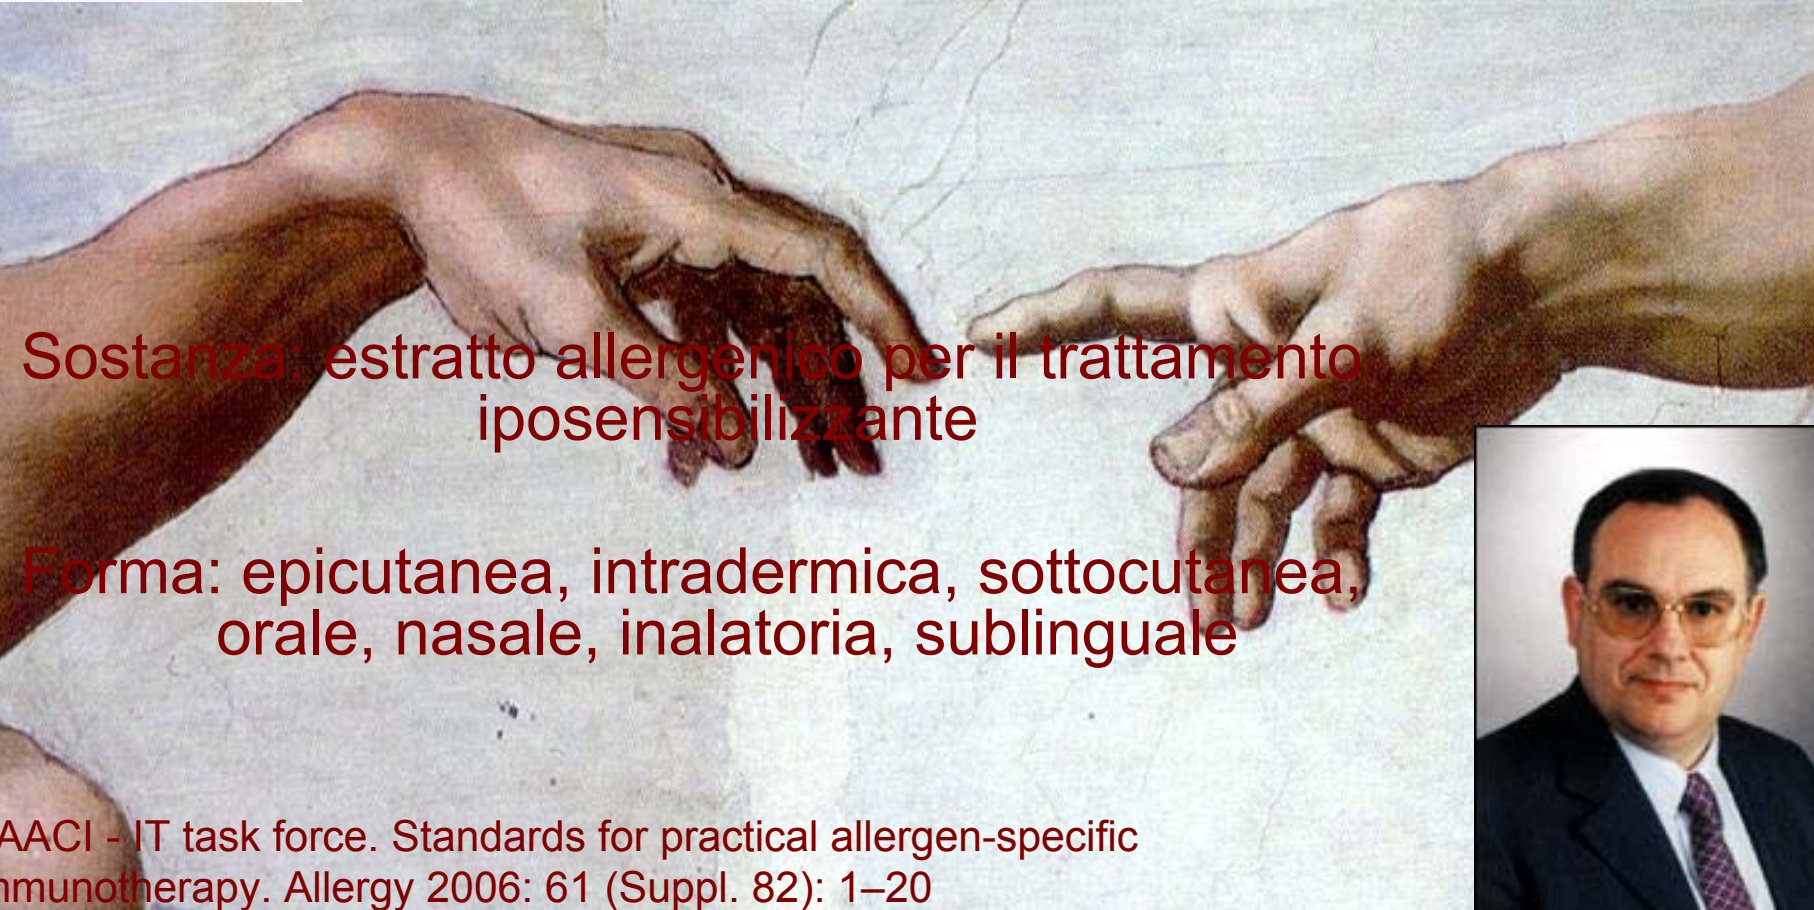 Sostanza: estratto allergenico per il trattamento
iposensibilizzante
Forma: epicutanea, intradermica, sottocutanea,
orale, nasale, inalatoria, sublinguale
AACI - IT task force. Standards for practical allergen-specific
mmunotherapy. Allergy 2006: 61 (Suppl. 82): 1–20